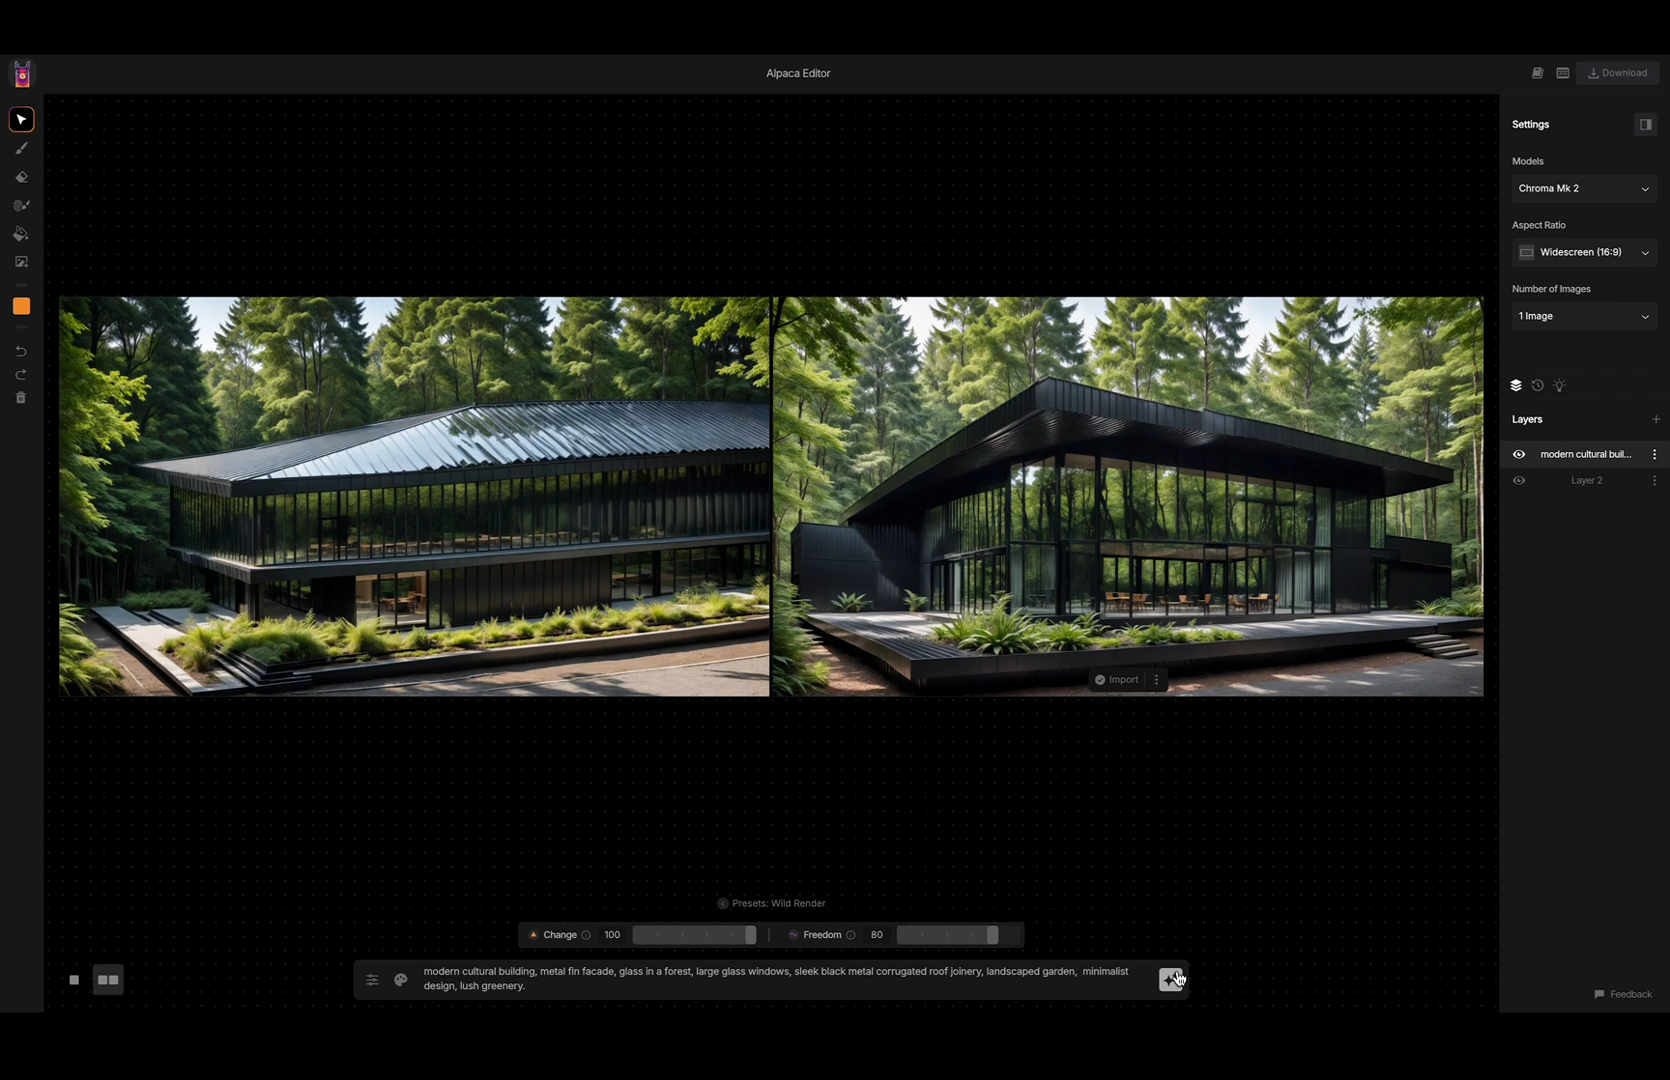 Alpaca Editor
Download
Settings
Models
Chroma Mk 2
Aspect Ratio
Widescreen (16:9)
Number of Images
1 Image
Layers
modern cultural buil...
Layer 2
Import
Presets: Wild Render
Change 100 Freedom 80
modern cultural building, metal fin facade, glass in a forest, large glass windows, sleek black metal corrugated roof joinery, landscaped garden,  minimalist
design, lush greenery.
Feedback